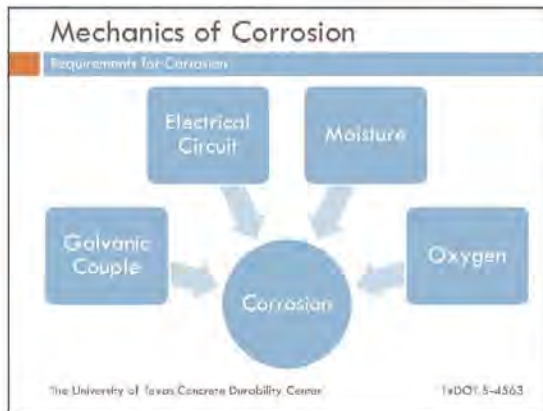 Mechanics of Corrosion
Requirements for Corrosion
Electrical
Circuit
Moisture
Galvanic
Couple
Oxygen
Corrosion
The University of Texas Concrete Durability Center
TxDOT 5-4563